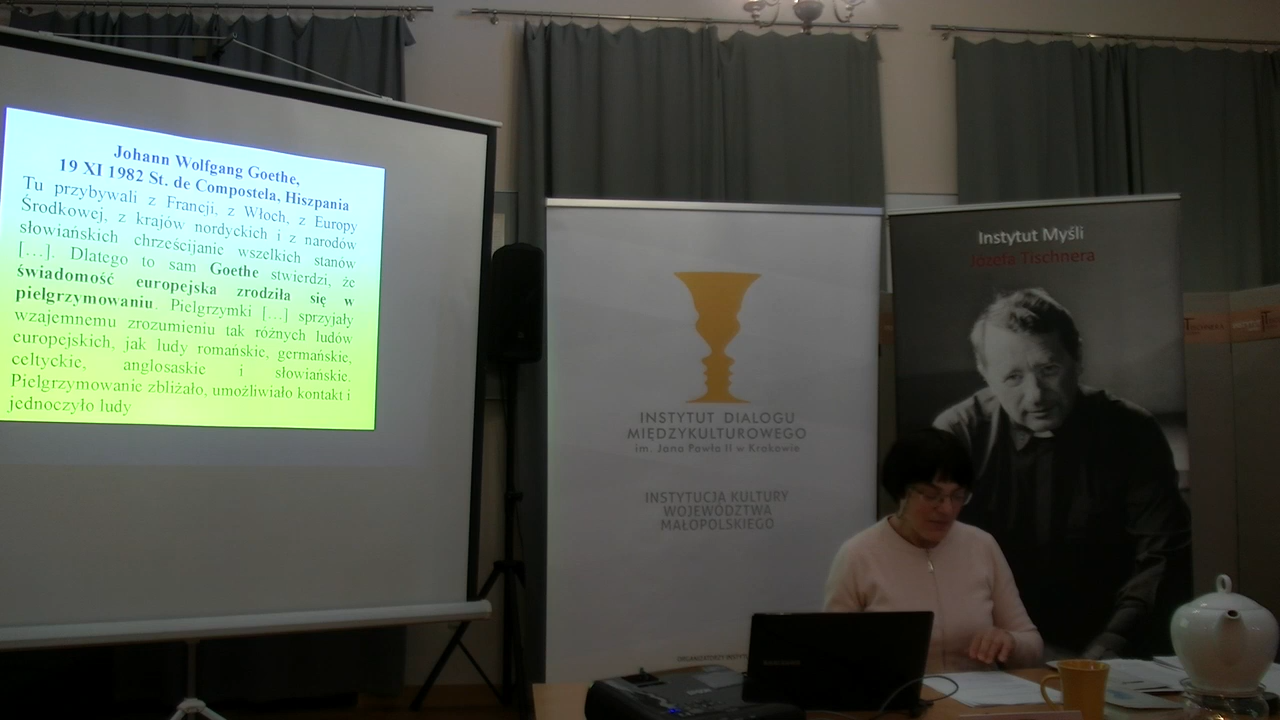 Johann Wolfgang Goethe,
19 XI 1982 St. de Compostela, Hiszpania
Tu przybywali z Francji, z Włoch, z Europy
Środkowej, z krajów nordyckich i z narodów
słowiańskich chrześcijanie wszelkich stanów
[…]. Dlatego to sam Goethe stwierdzi, że
świadomość europejska zrodziła się w
pielgrzymowaniu. Pielgrzymki […] sprzyjały
wzajemnemu zrozumieniu tak różnych ludów
europejskich, jak ludy romańskie, germańskie,
celtyckie, anglosaskie i słowiańskie.
Pielgrzymowanie zbliżało, umożliwiało kontakt i
jednoczyło ludy
INSTYTUT DIALOGU
MIĘDZYKULTUROWEGO
im. Jana Pawła II w Krakowie
INSTYTUCJA KULTURY
WOJEWÓDZTWA
MAŁOPOLSKIEGO
Instytut Myśli
Józefa Tischnera